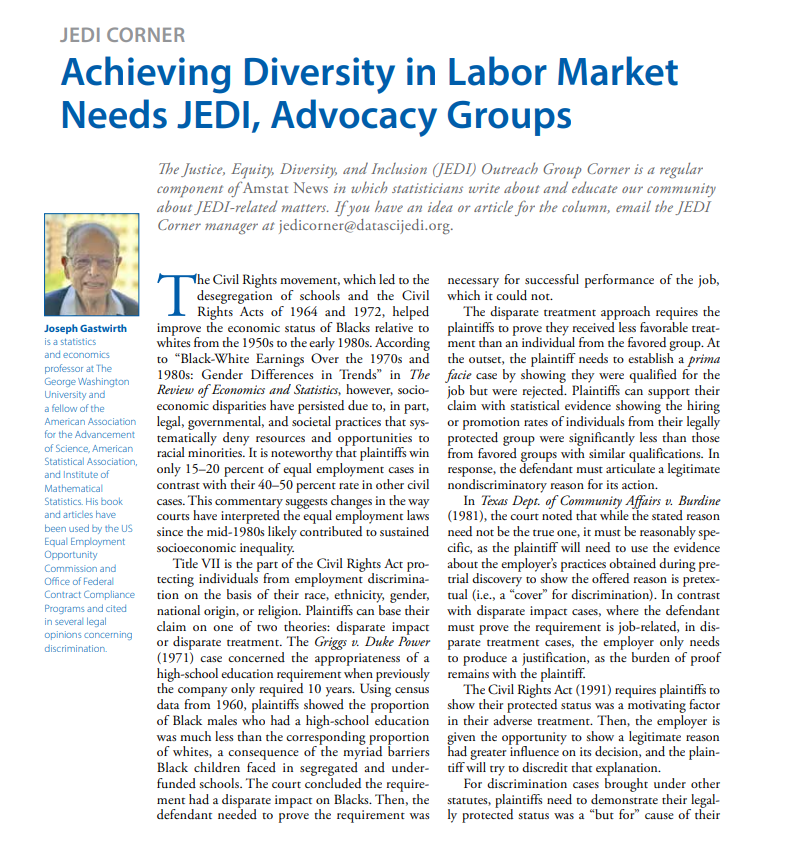 JEDI CORNER
Achieving Diversity in Labor Market
Needs JEDI, Advocacy Groups
The Justice, Equity, Diversity, and Inclusion (JEDI) Outreach Group Corner is a regular
component of Amstat News in which statisticians write about and educate our community
about JEDI-related matters. If you have an idea or article for the column, email the JEDI
Corner manager at jedicorner@datascijedi.org.
Joseph Gastwirth
is a statistics
and economics
professor at The
George Washington
University and
a fellow of the
American Association
for the Advancement
of Science, American
Statistical Association,
and Institute of
Mathematical
Statistics. His book
and articles have
been used by the US
Equal Employment
Opportunity
Commission and
Office of Federal
Contract Compliance
Programs and cited
in several legal
opinions concerning
discrimination.
The Civil Rights movement, which led to the
desegregation of schools and the Civil
Rights Acts of 1964 and 1972, helped
improve the economic status of Blacks relative to
whites from the 1950s to the early 1980s. According
to “Black-White Earnings Over the 1970s and
1980s: Gender Differences in Trends” in The
Review of Economics and Statistics, however, socio-
economic disparities have persisted due to, in part,
legal, governmental, and societal practices that sys-
tematically deny resources and opportunities to
racial minorities. It is noteworthy that plaintiffs win
only 15–20 percent of equal employment cases in
contrast with their 40–50 percent rate in other civil
cases. This commentary suggests changes in the way
courts have interpreted the equal employment laws
since the mid-1980s likely contributed to sustained
socioeconomic inequality.
Title VII is the part of the Civil Rights Act pro-
tecting individuals from employment discrimina-
tion on the basis of their race, ethnicity, gender,
national origin, or religion. Plaintiffs can base their
claim on one of two theories: disparate impact
or disparate treatment. The Griggs v. Duke Power
(1971) case concerned the appropriateness of a
high-school education requirement when previously
the company only required 10 years. Using census
data from 1960, plaintiffs showed the proportion
of Black males who had a high-school education
was much less than the corresponding proportion
of whites, a consequence of the myriad barriers
Black children faced in segregated and under-
funded schools. The court concluded the require-
ment had a disparate impact on Blacks. Then, the
defendant needed to prove the requirement was
necessary for successful performance of the job,
which it could not.
The disparate treatment approach requires the
plaintiffs to prove they received less favorable treat-
ment than an individual from the favored group. At
the outset, the plaintiff needs to establish a prima
facie case by showing they were qualified for the
job but were rejected. Plaintiffs can support their
claim with statistical evidence showing the hiring
or promotion rates of individuals from their legally
protected group were significantly less than those
from favored groups with similar qualifications. In
response, the defendant must articulate a legitimate
nondiscriminatory reason for its action.
In Texas Dept. of Community Affairs v. Burdine
(1981), the court noted that while the stated reason
need not be the true one, it must be reasonably spe-
cific, as the plaintiff will need to use the evidence
about the employer’s practices obtained during pre-
trial discovery to show the offered reason is pretex-
tual (i.e., a “cover” for discrimination). In contrast
with disparate impact cases, where the defendant
must prove the requirement is job-related, in dis-
parate treatment cases, the employer only needs
to produce a justification, as the burden of proof
remains with the plaintiff.
The Civil Rights Act (1991) requires plaintiffs to
show their protected status was a motivating factor
in their adverse treatment. Then, the employer is
given the opportunity to show a legitimate reason
had greater influence on its decision, and the plain-
tiff will try to discredit that explanation.
For discrimination cases brought under other
statutes, plaintiffs need to demonstrate their legal-
ly protected status was a “but for” cause of their